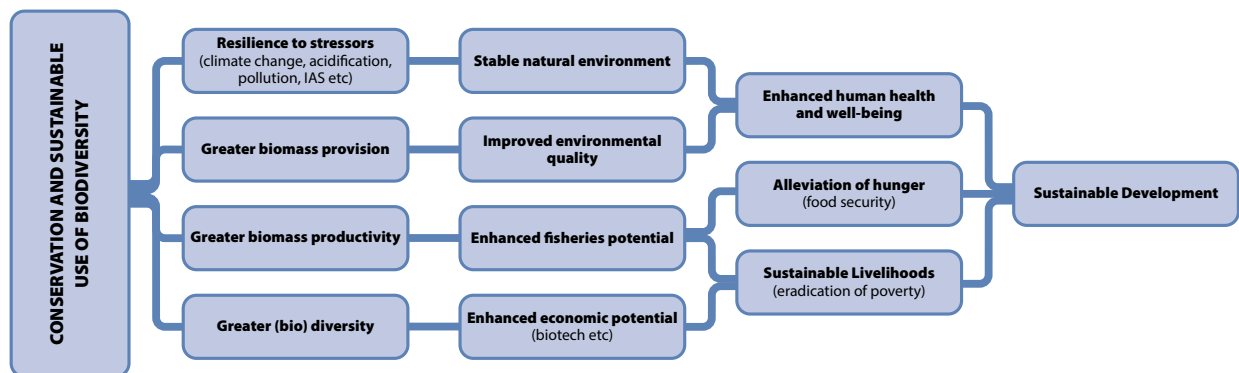 CONSERVATION AND SUSTAINABLE
USE OF BIODIVERSITY
Resilience to stressors
(climate change, acidification,
pollution, IAS etc)
Greater biomass provision
Greater biomass productivity
Greater (bio) diversity
Stable natural environment
Improved environmental
quality
Enhanced fisheries potential
Enhanced economic potential
(biotech etc)
Enhanced human health
and well-being
Alleviation of hunger
(food security)
Sustainable Livelihoods
(eradication of poverty)
Sustainable Development